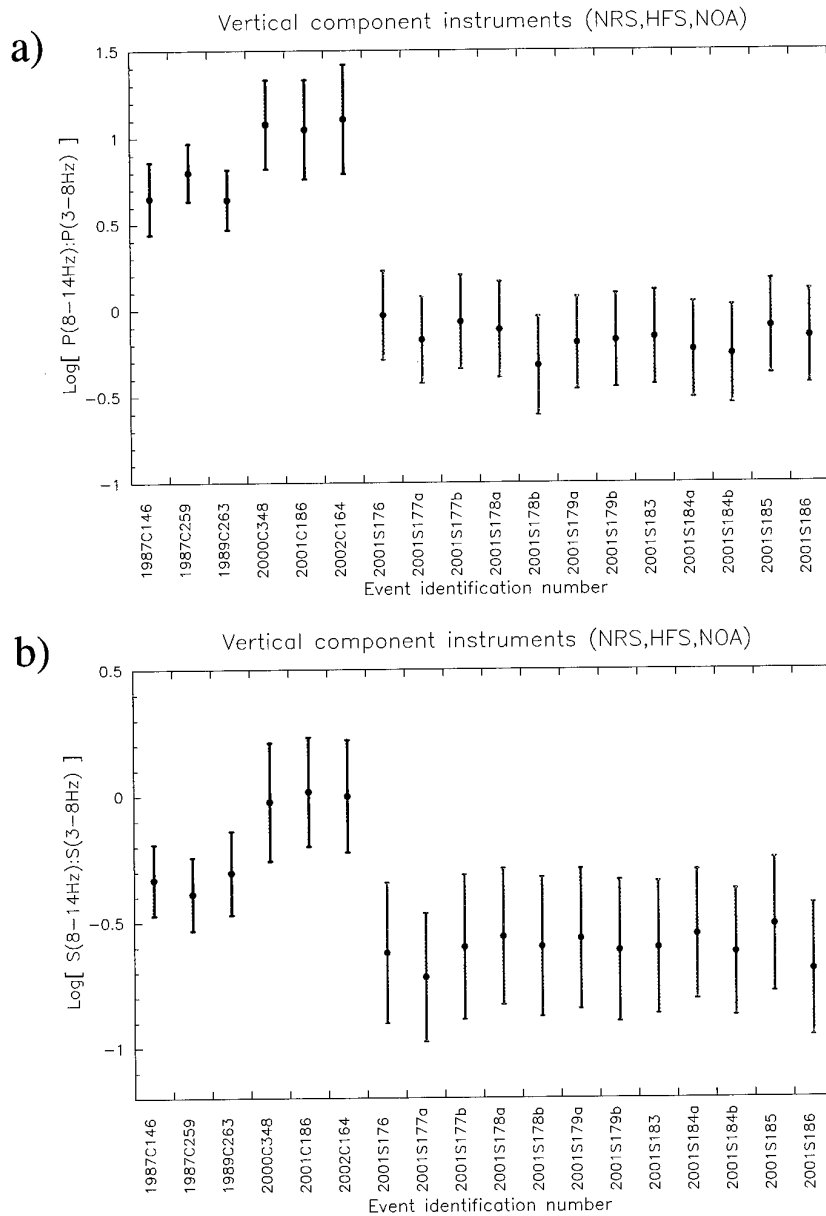 a)
Vertical component instruments (NRS,HFS,NOA)
Log[ P(8-14Hz):P(3-8Hz) ]
1.5
1
0.5
0
-0.5
-1
1987C146
1987C259
1989C263
2000C348
2001C186
2002C164
2001S176
2001S177a
2001S177b
2001S178a
2001S178b
2001S179a
2001S179b
2001S183
2001S184a
2001S184b
2001S185
2001S186
Event identification number
b)
Vertical component instruments (NRS,HFS,NOA)
Log[ S(8-14Hz):S(3-8Hz) ]
0.5
0
-0.5
-1
1987C146
1987C259
1989C263
2000C348
2001C186
2002C164
2001S176
2001S177a
2001S177b
2001S178a
2001S178b
2001S179a
2001S179b
2001S183
2001S184a
2001S184b
2001S185
2001S186
Event identification number